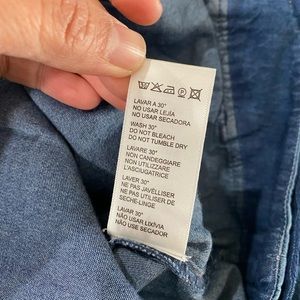 LAVAR A 30°
NO USAR LEJÍA
NO USAR SECADORA
WASH 30°
DO NOT BLEACH
DO NOT TUMBLE DRY
LAVARE 30°
NON CANDEGGIARE
NON UTILIZZARE
L'ASCIUGATRICE
LAVER 30°
NE PAS JAVÉLLISER
NE PAS UTILISER DE
SECHE-LINGE
LAVAR 30°
NÃO USAR LIXÍVIA
NÃO USE SECADOR